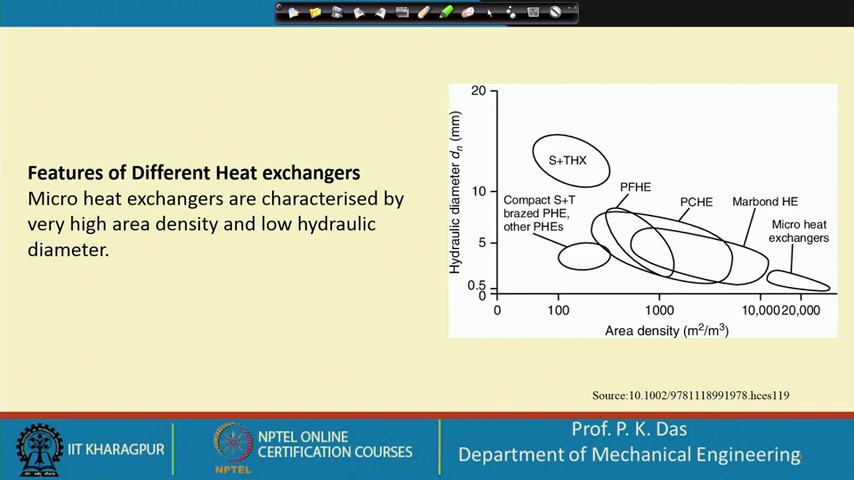 Features of Different Heat exchangers
Micro heat exchangers are characterised by
very high area density and low hydraulic
diameter.
Hydraulic diameter dn (mm)
20
10
5
0.5
0
S+THX
Compact S+T
brazed PHE,
other PHEs
PFHE
PCHE
Marbond HE
Micro heat
exchangers
0 100 1000 10,000 20,000
Area density (m²/m³)
Source:10.1002/9781118991978.hces119
IIT KHARAGPUR
NPTEL
NPTEL ONLINE
CERTIFICATION COURSES
Prof. P. K. Das
Department of Mechanical Engineering